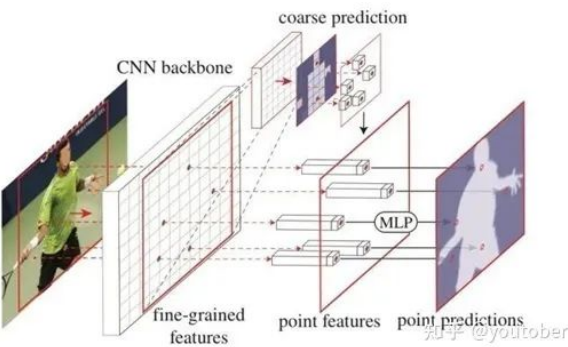 coarse prediction
CNN backbone
MLP
fine-grained
features
point features
point predictions
知乎 @youtober